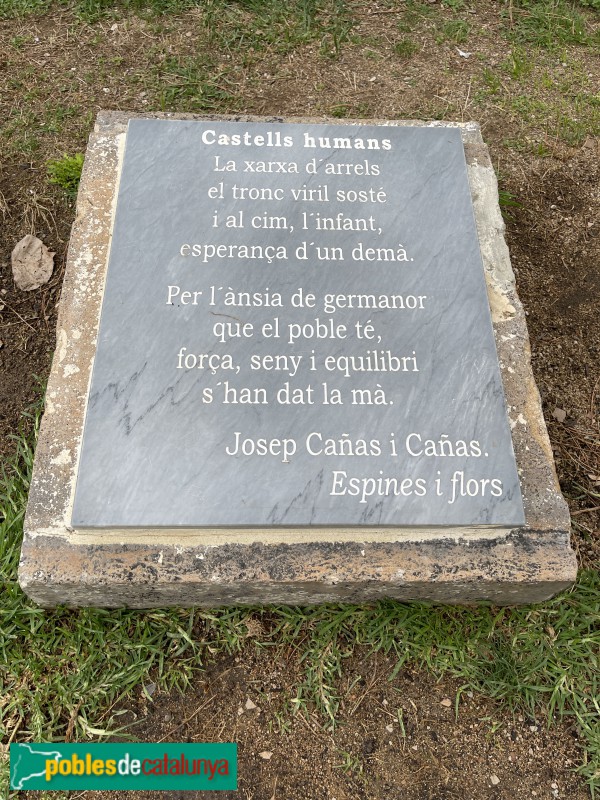 Castells humans
La xarxa d´arrels
el tronc viril sosté
i al cim, l´infant,
esperança d´un demà.
Per l´ànsia de germanor
que el poble té,
força, seny i equilibri
s´han dat la mà.
Josep Cañas i Cañas.
Espines i flors
poblesdecatalunya